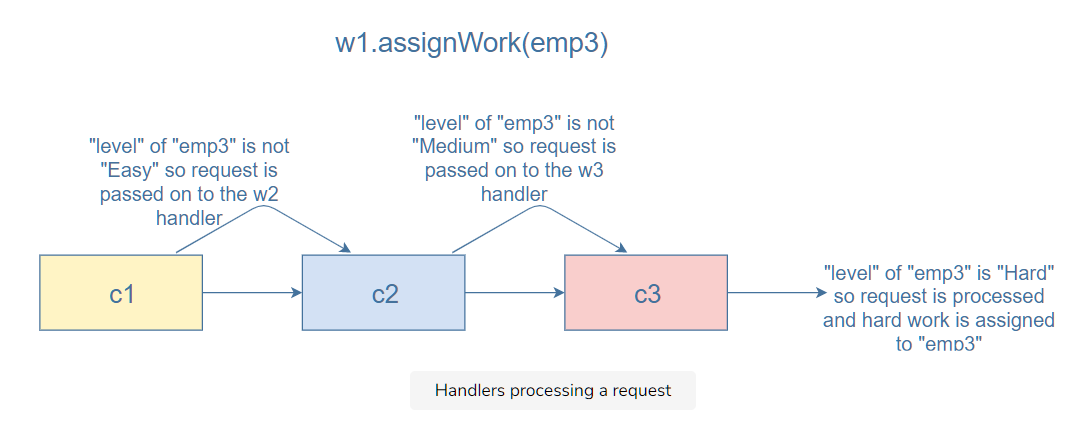 w1.assignWork(emp3)
"level" of "emp3" is not
"Easy" so request is
passed on to the w2
handler
"level" of "emp3" is not
"Medium" so request is
passed on to the w3
handler
c1
c2
c3
"level" of "emp3" is "Hard"
so request is processed
and hard work is assigned
to "emp3"
Handlers processing a request